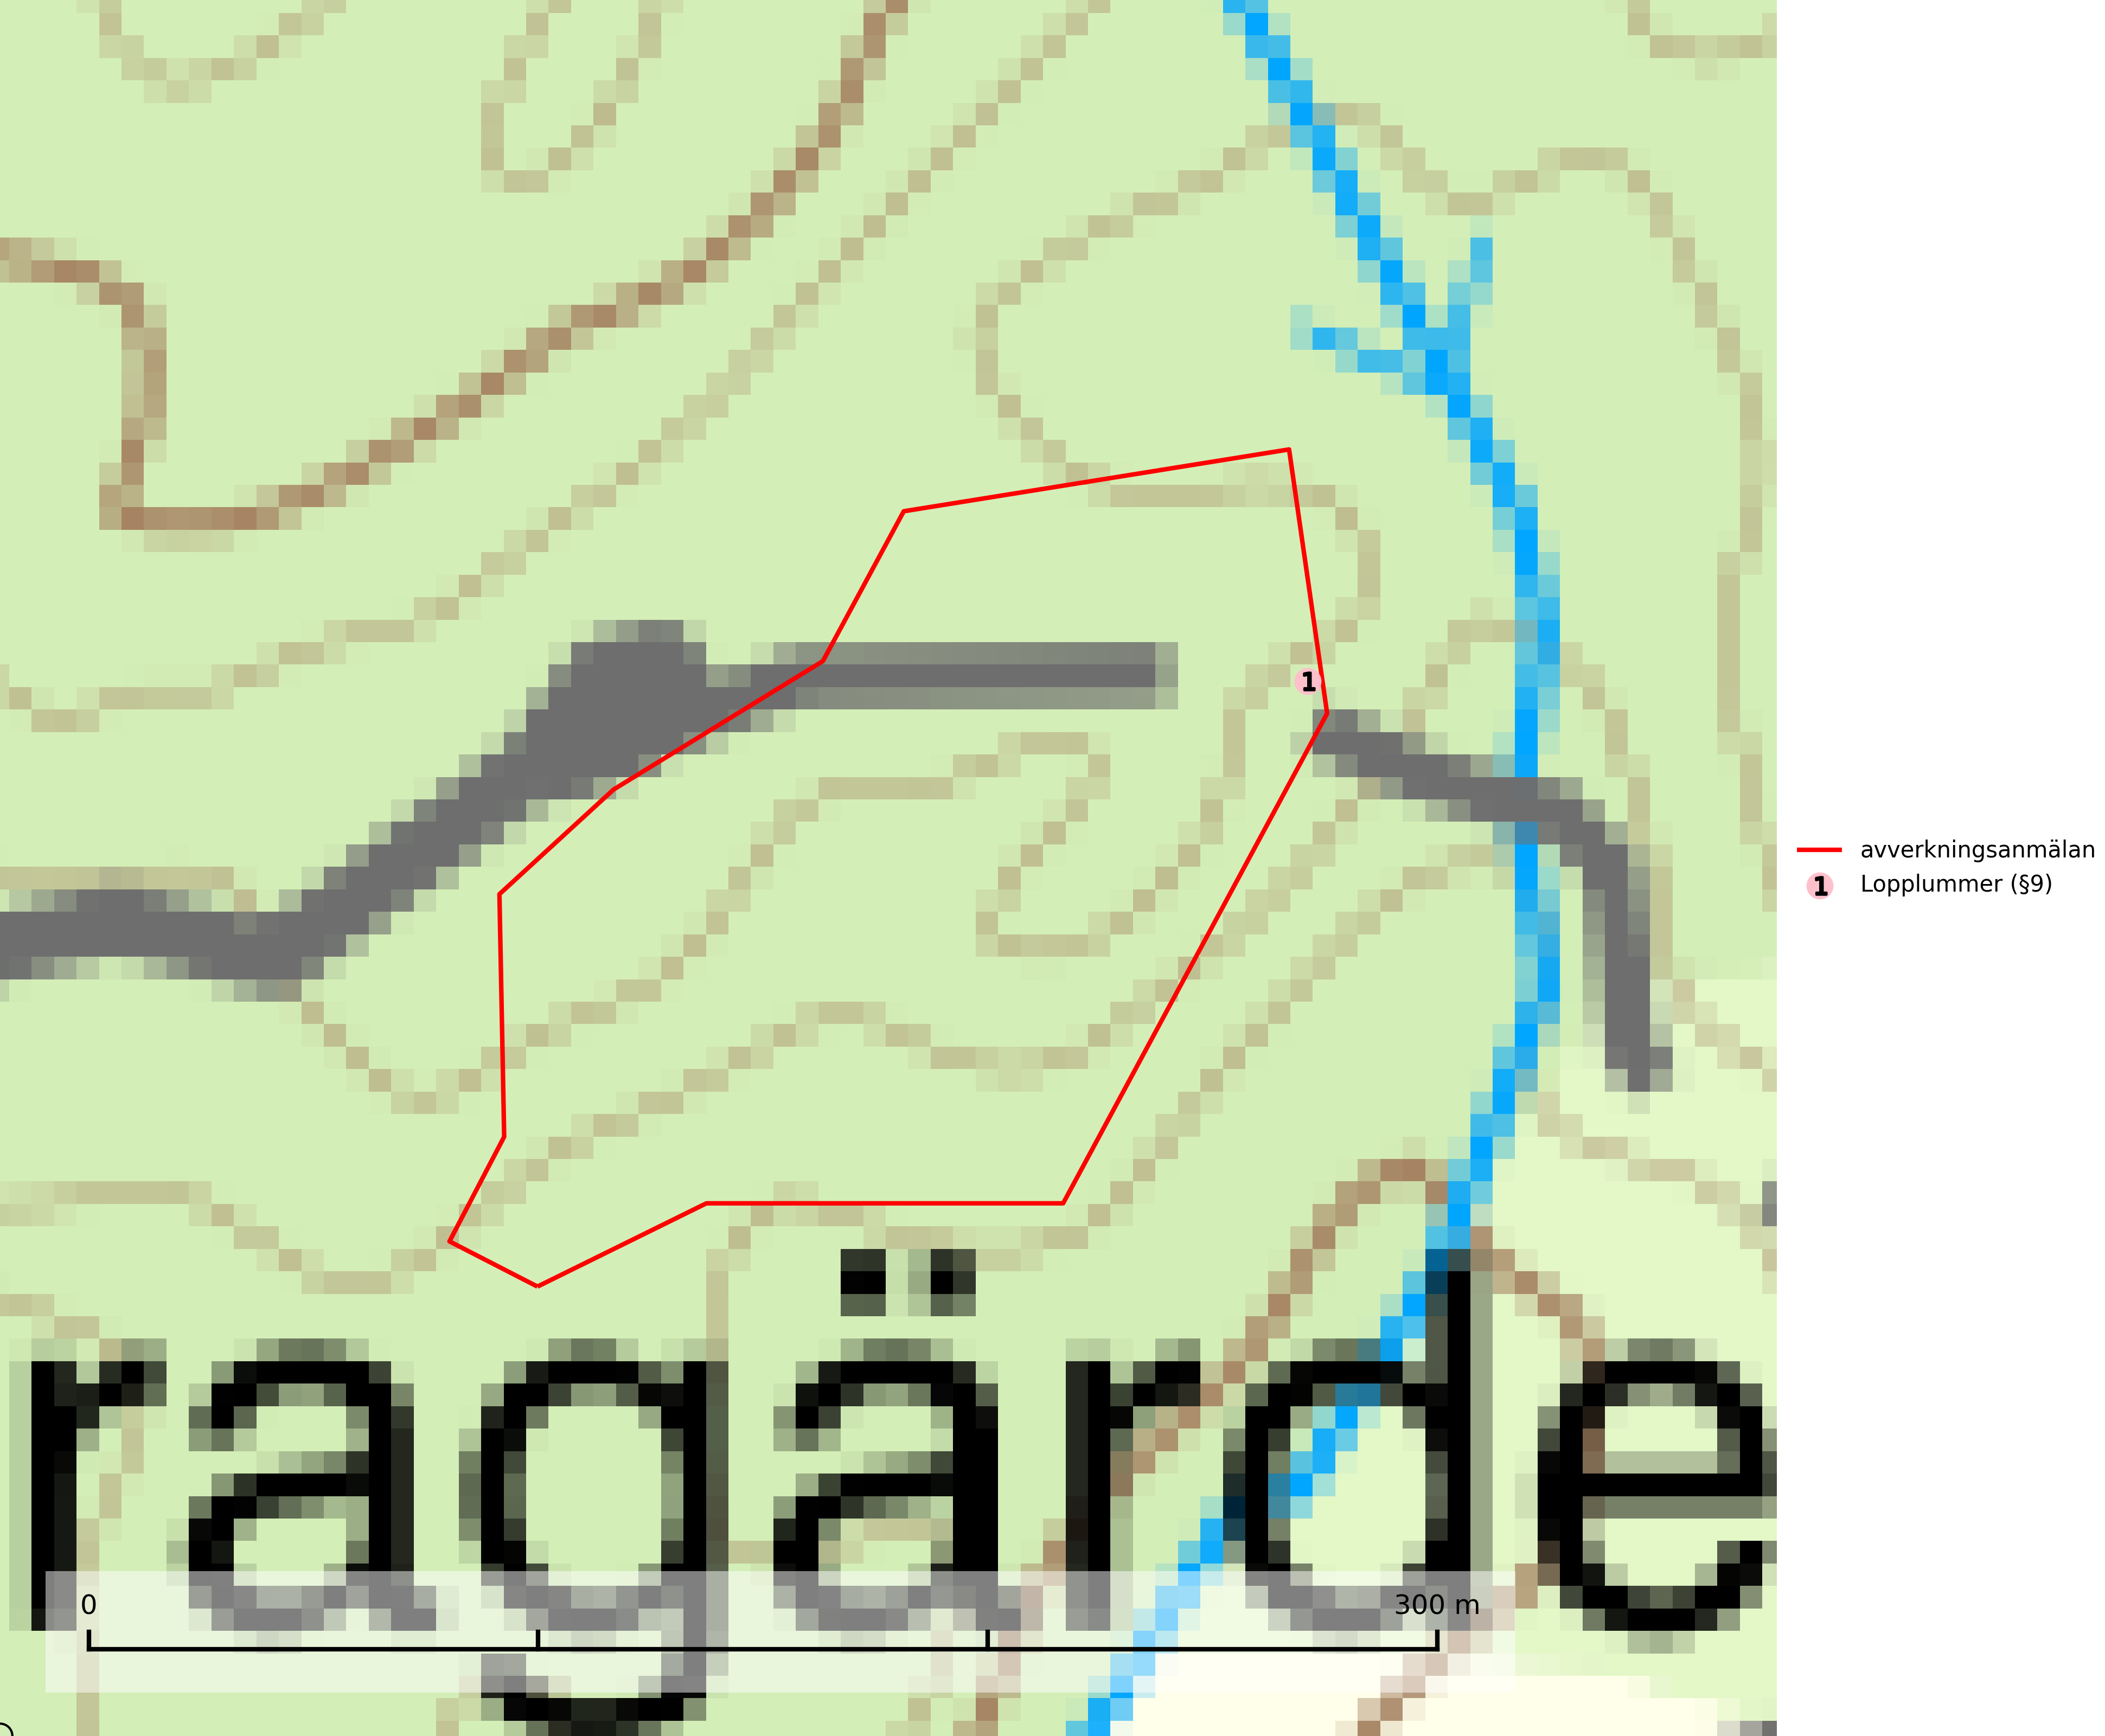 1
avverkningsanmälan
1 Lopplummer (§9)
ragärde
0 300 m